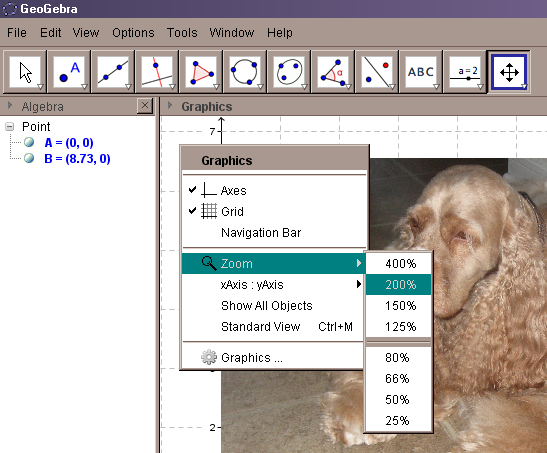 GeoGebra
File Edit View Options Tools Window Help
A ABC a=2
α
Algebra
Graphics
Point
A = (0, 0)
B = (8.73, 0)
7
Graphics
Axes
Grid
Navigation Bar
Zoom
xAxis : yAxis
Show All Objects
Standard View Ctrl+M
Graphics ...
400%
200%
150%
125%
80%
66%
50%
25%
2